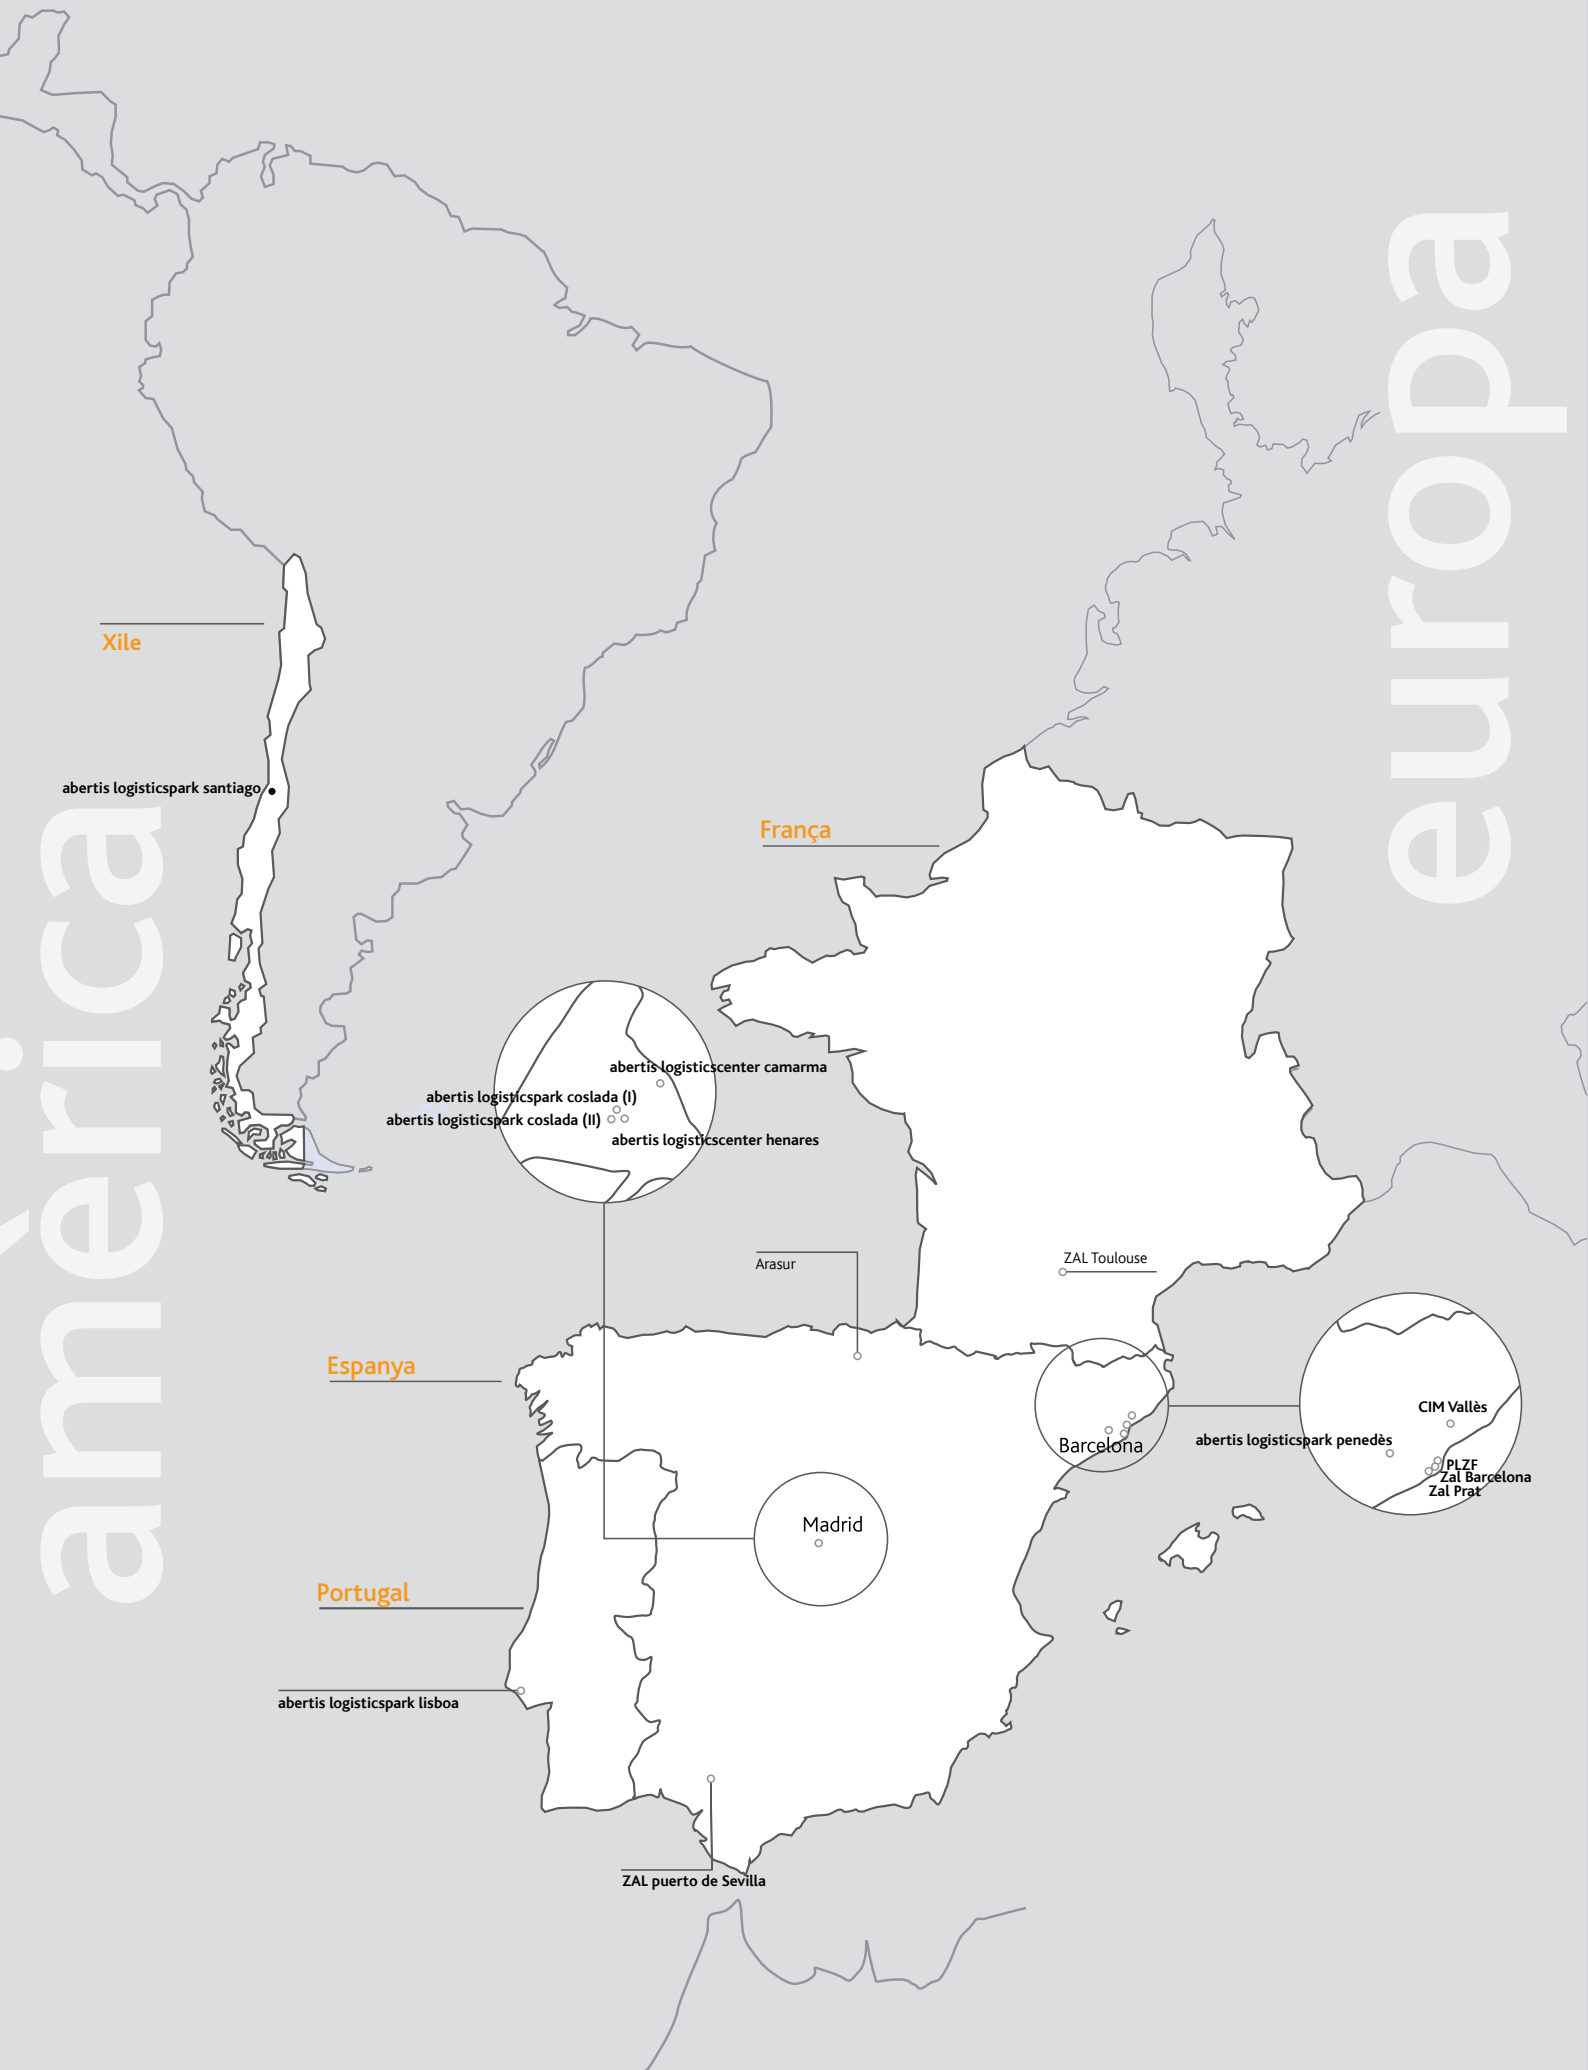 amèrica
europa
Xile
abertis logisticspark santiago
França
abertis logisticscenter camarma
abertis logisticspark coslada (I)
abertis logisticspark coslada (II)
abertis logisticscenter henares
Arasur
ZAL Toulouse
Espanya
CIM Vallès
abertis logisticspark penedès
Barcelona
PLZF
Zal Barcelona
Zal Prat
Madrid
Portugal
abertis logisticspark lisboa
ZAL puerto de Sevilla